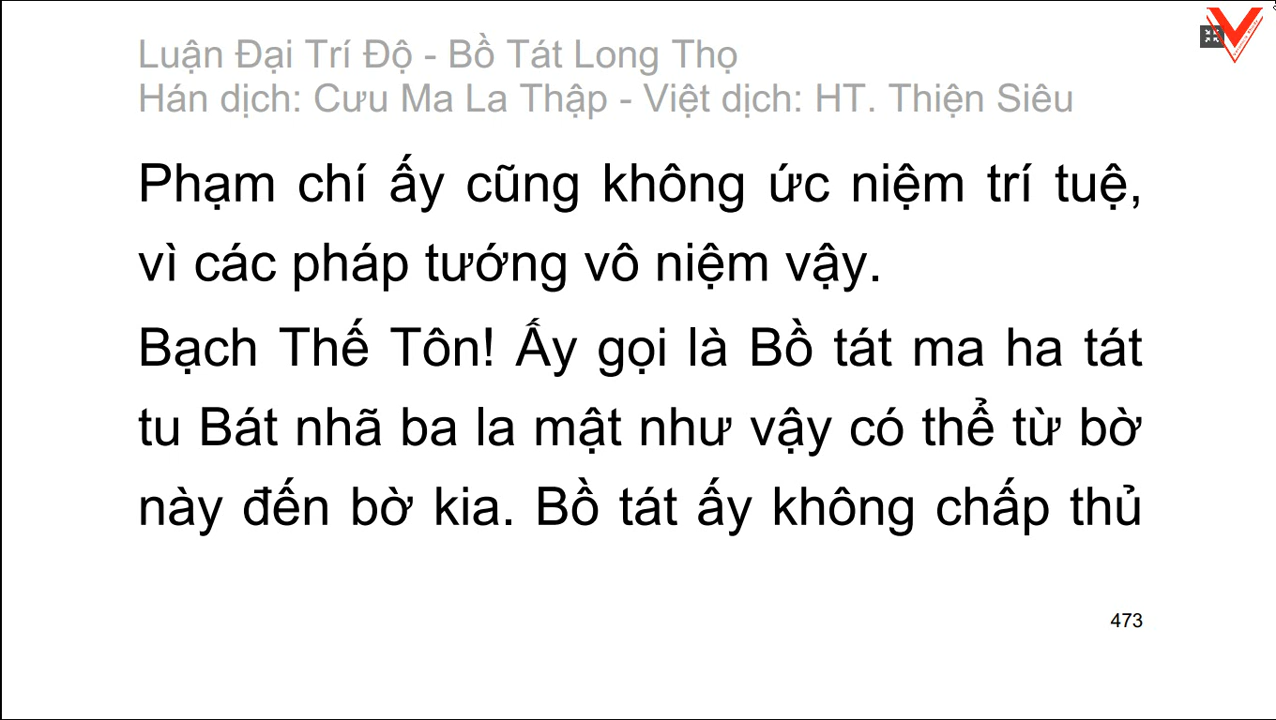 Luận Đại Trí Độ - Bồ Tát Long Thọ
Hán dịch: Cưu Ma La Thập - Việt dịch: HT. Thiện Siêu
Phạm chí ấy cũng không ức niệm trí tuệ,
vì các pháp tướng vô niệm vậy.
Bạch Thế Tôn! Ấy gọi là Bồ tát ma ha tát
tu Bát nhã ba la mật như vậy có thể từ bờ
này đến bờ kia. Bồ tát ấy không chấp thủ
473